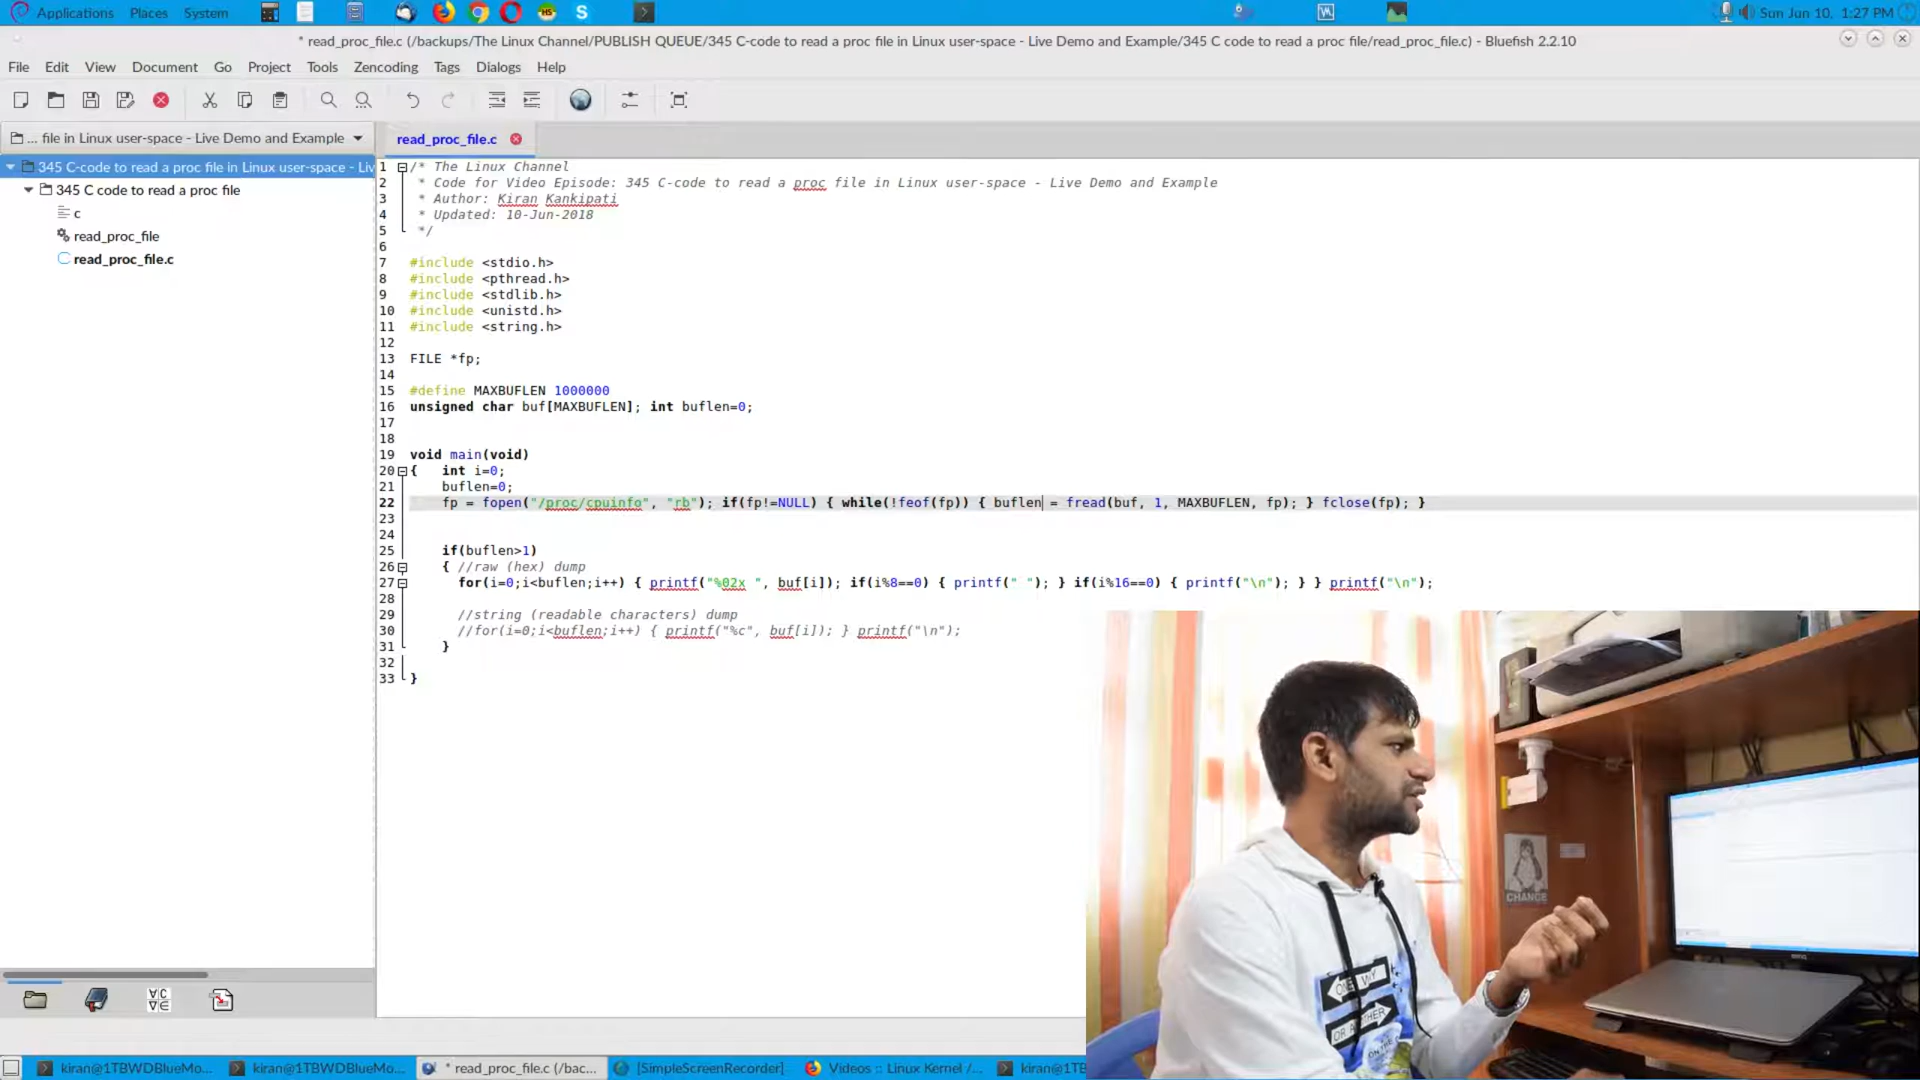 Applications Places System
S
Sun Jun 10, 1:27 PM
* read_proc_file.c (/backups/The Linux Channel/PUBLISH QUEUE/345 C-code to read a proc file in Linux user-space - Live Demo and Example/345 C code to read a proc file/read_proc_file.c) - Bluefish 2.2.10
File Edit View Document Go Project Tools Zencoding Tags Dialogs Help
... file in Linux user-space - Live Demo and Example
345 C-code to read a proc file in Linux user-space - Liv
345 C code to read a proc file
c
read_proc_file
read_proc_file.c
read_proc_file.c
1 /* The Linux Channel
2 * Code for Video Episode: 345 C-code to read a proc file in Linux user-space - Live Demo and Example
3 * Author: Kiran Kankipati
4 * Updated: 10-Jun-2018
5 */
6
7 #include <stdio.h>
8 #include <pthread.h>
9 #include <stdlib.h>
10 #include <unistd.h>
11 #include <string.h>
12
13 FILE *fp;
14
15 #define MAXBUFLEN 1000000
16 unsigned char buf[MAXBUFLEN]; int buflen=0;
17
18
19 void main(void)
20 { int i=0;
21 buflen=0;
22 fp = fopen("/proc/cpuinfo", "rb"); if(fp!=NULL) { while(!feof(fp)) { buflen = fread(buf, 1, MAXBUFLEN, fp); } fclose(fp); }
23
24
25 if(buflen>1)
26 { //raw (hex) dump
27 for(i=0;i<buflen;i++) { printf("%02x ", buf[i]); if(i%8==0) { printf(" "); } if(i%16==0) { printf("\n"); } } printf("\n");
28
29 //string (readable characters) dump
30 //for(i=0;i<buflen;i++) { printf("%c", buf[i]); } printf("\n");
31 }
32
33 }
CHANGE
ONE WAY
OR ANOTHER
kiran@1TBWDBlueMo... kiran@1TBWDBlueMo... * read_proc_file.c (/bac... [SimpleScreenRecorder] Videos :: Linux Kernel /... kiran@1TB